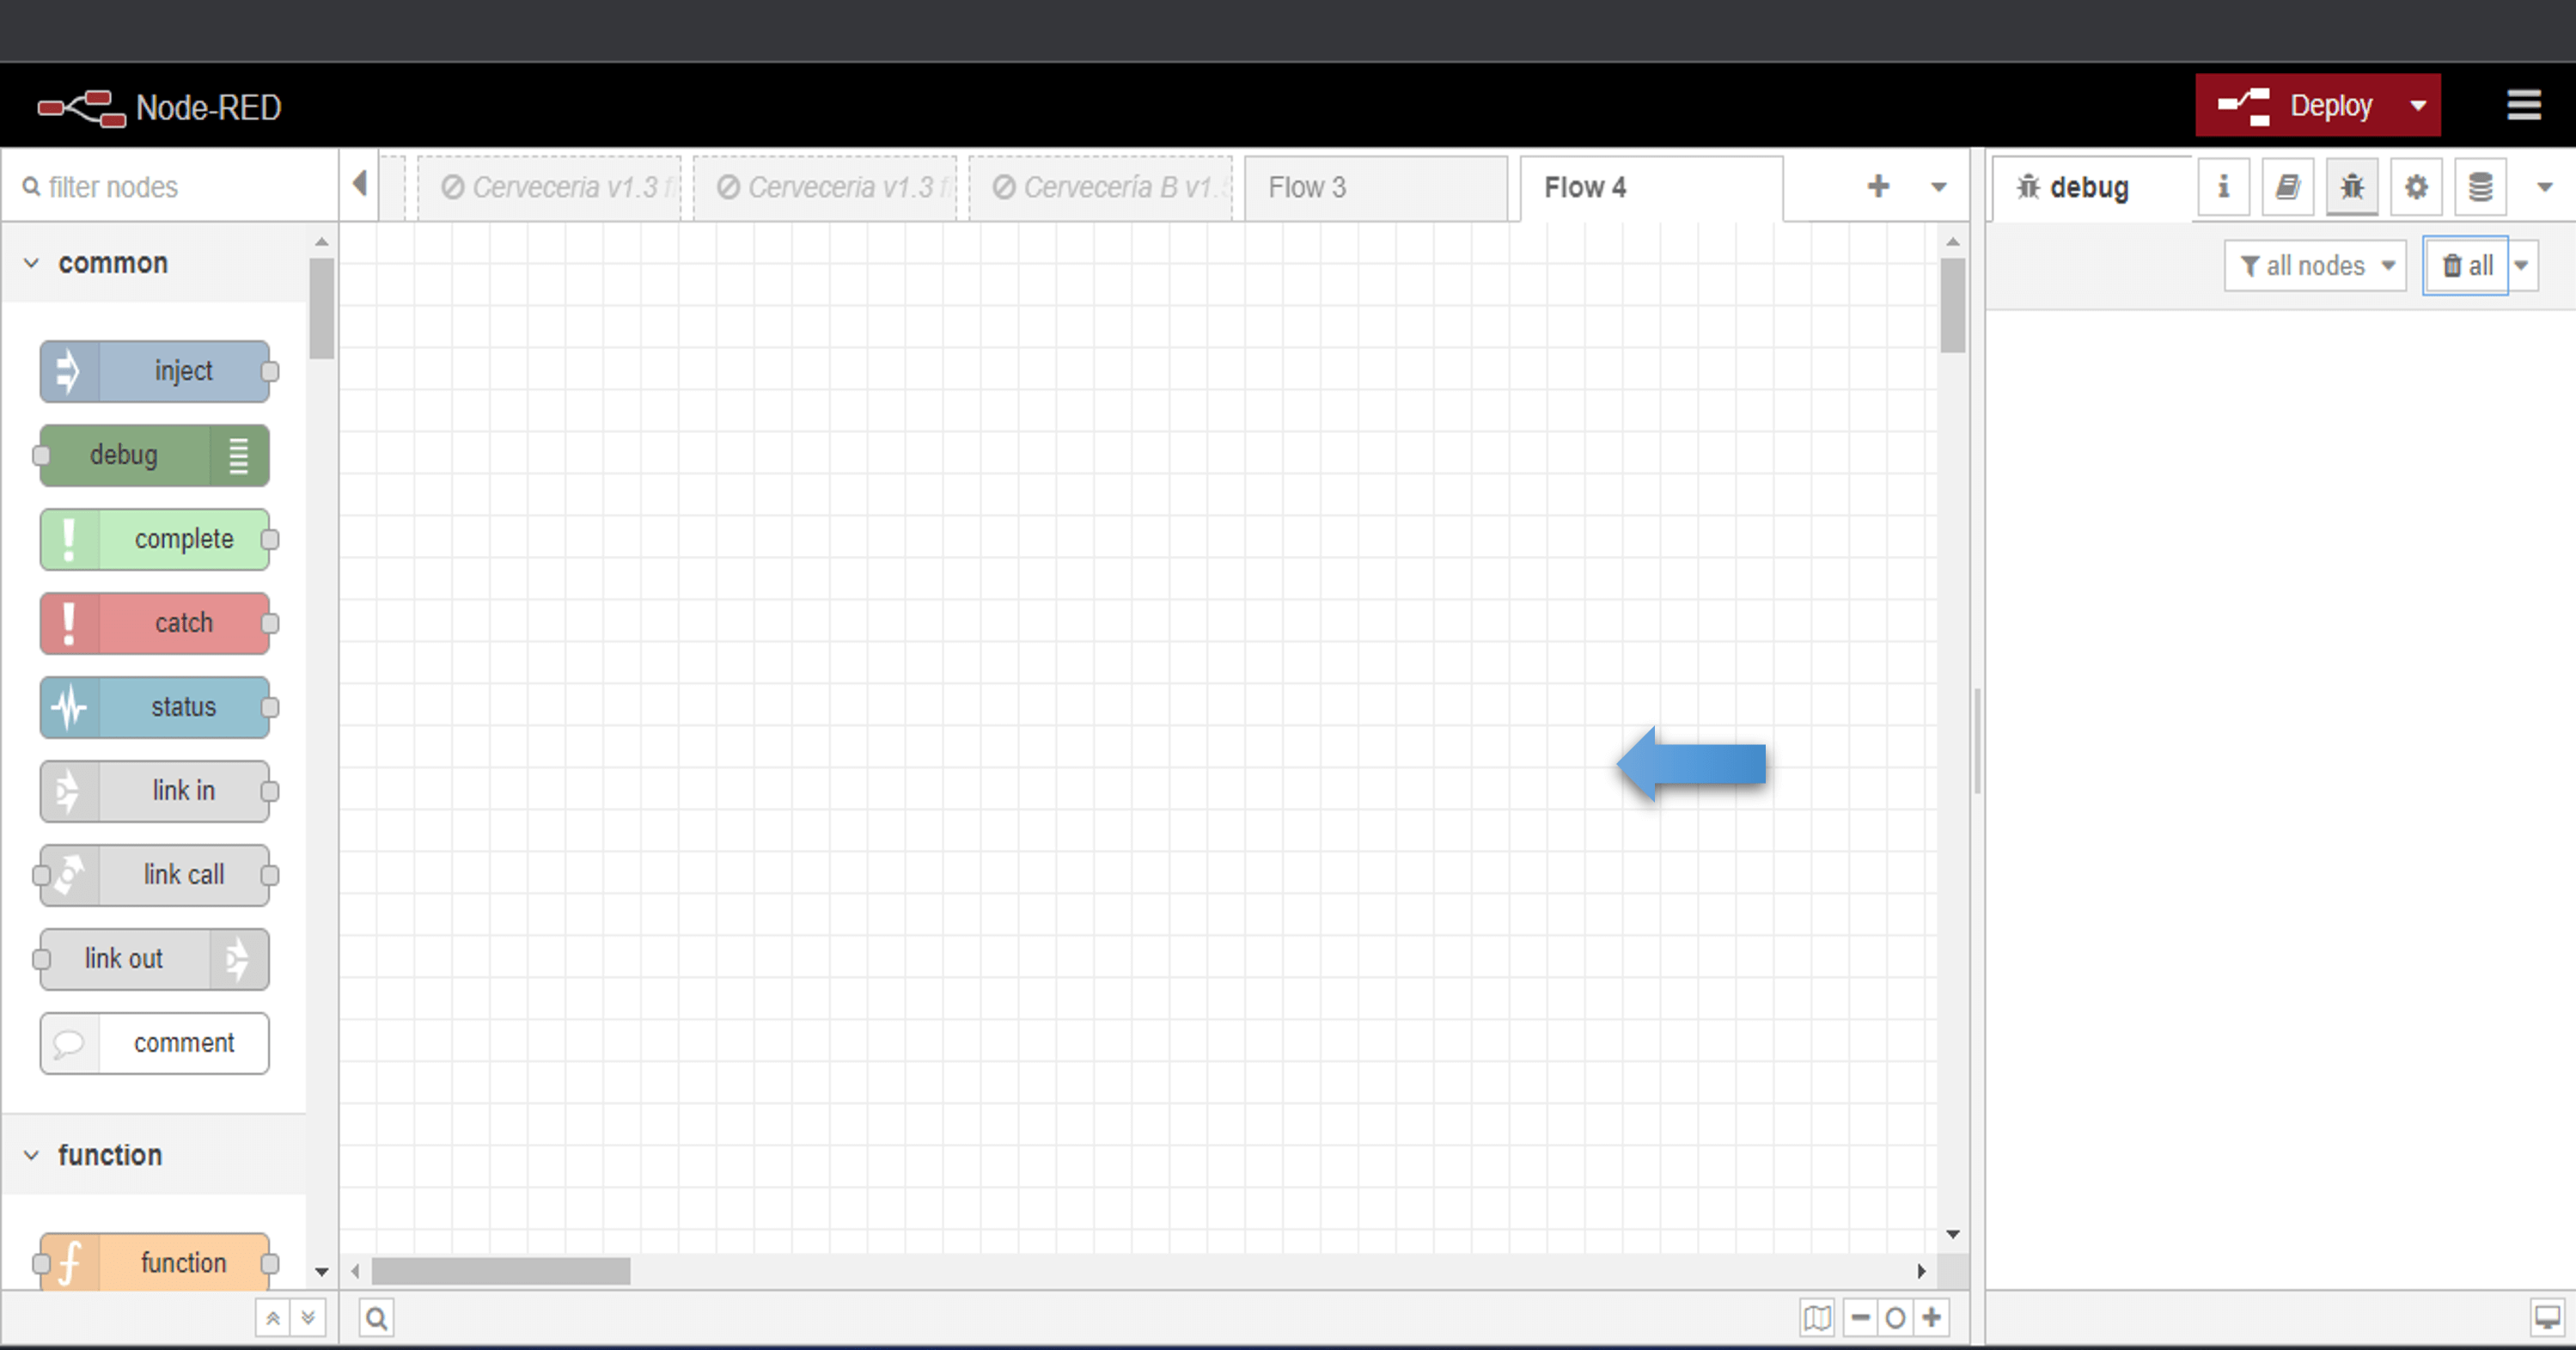 Node-RED
Deploy
filter nodes
Cerveceria v1.3 f
Cerveceria v1.3 f
Cervecería B v1.
Flow 3
Flow 4
debug
all nodes
all
common
inject
debug
complete
catch
status
link in
link call
link out
comment
function
function